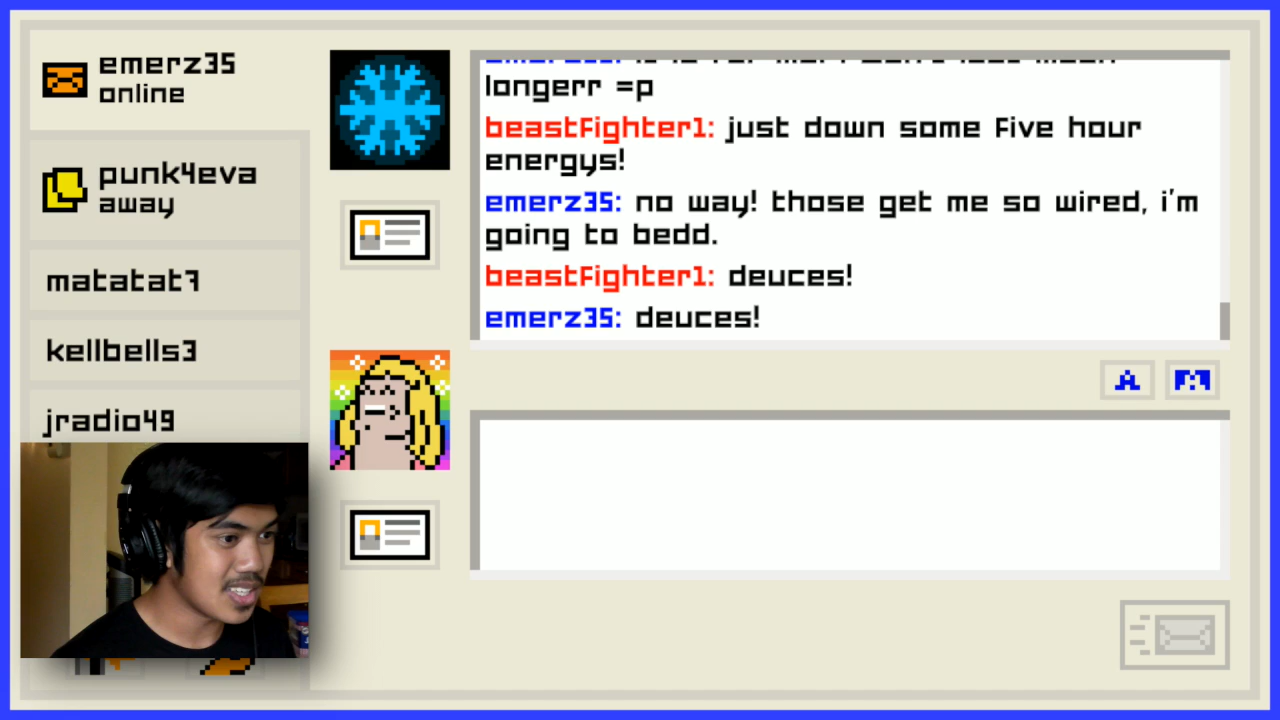 emerz35
online
punk4eva
away
matatat7
kellbells3
jradio49
longerr =p
beastfighter1: just down some five hour
energys!
emerz35: no way! those get me so wired, i'm
going to bedd.
beastfighter1: deuces!
emerz35: deuces!
A